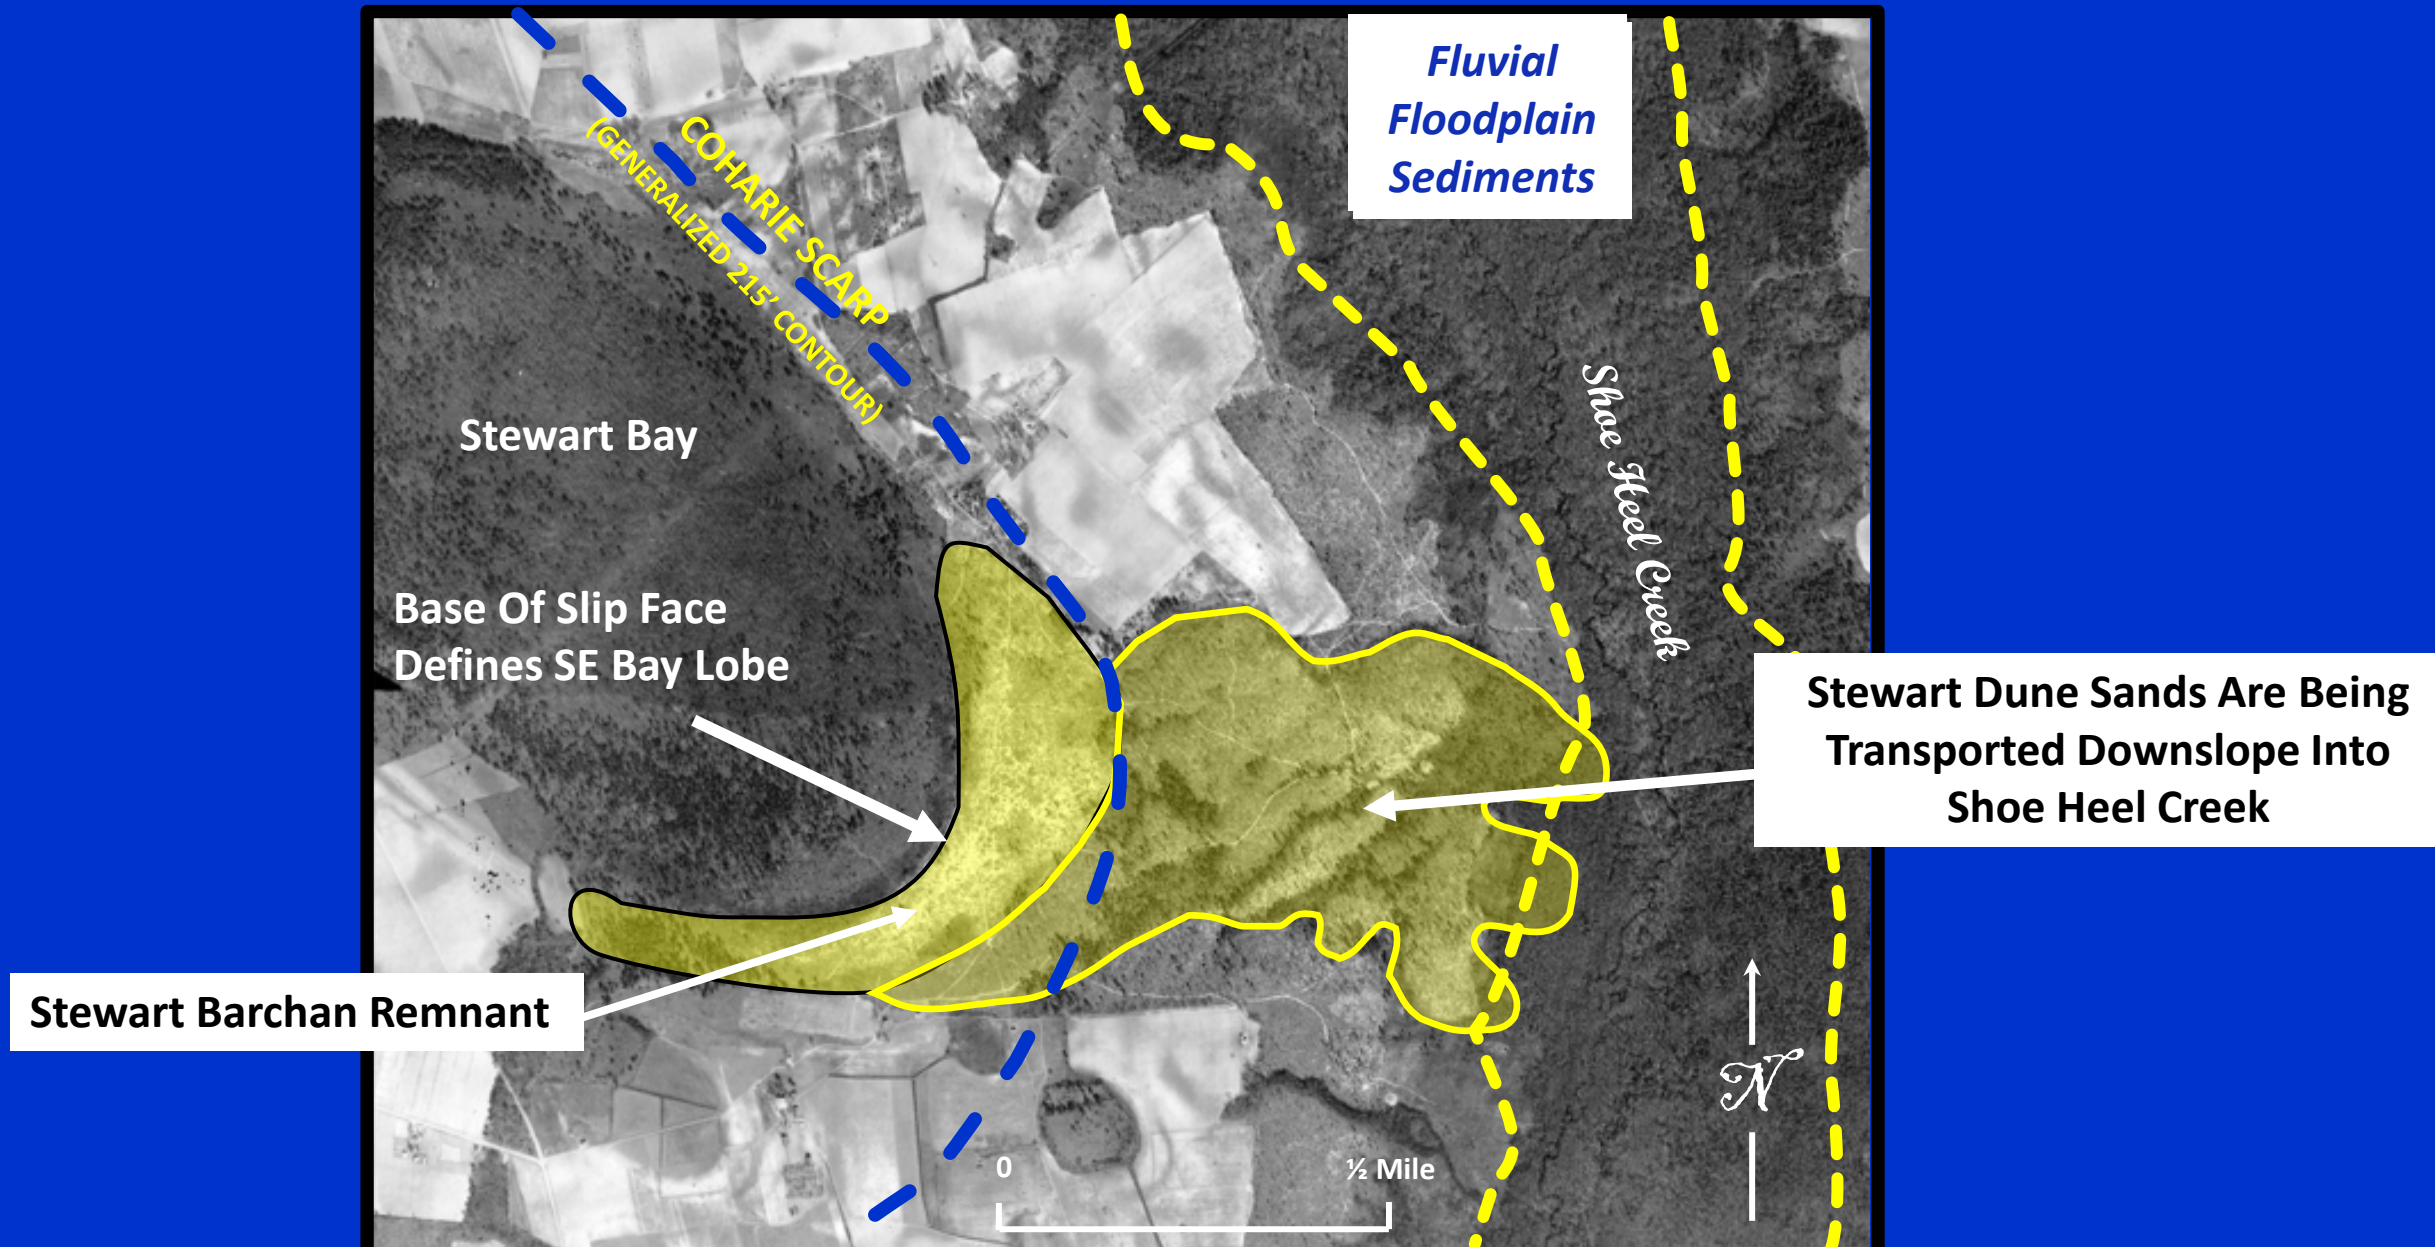 Fluvial
Floodplain
Sediments
COHARIE SCARP
(GENERALIZED 215' CONTOUR)
Stewart Bay
Shoe Heel Creek
Base Of Slip Face
Defines SE Bay Lobe
Stewart Dune Sands Are Being
Transported Downslope Into
Shoe Heel Creek
Stewart Barchan Remnant
N
0
½ Mile